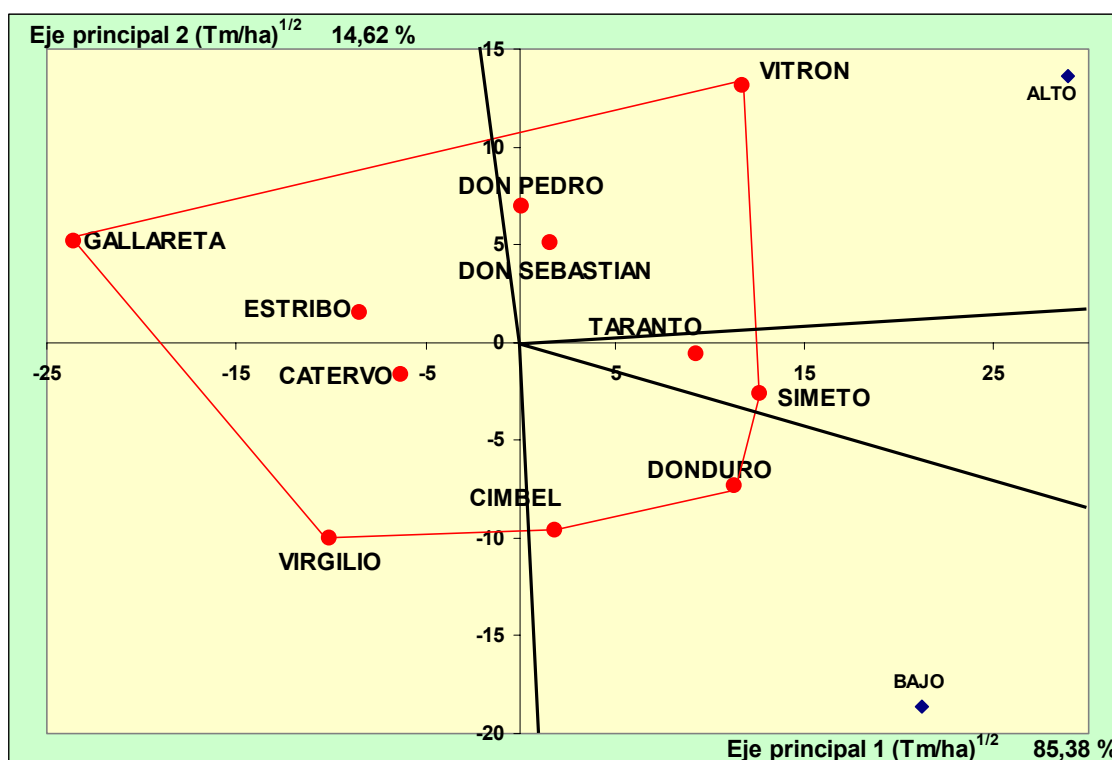 Eje principal 2 (Tm/ha)^1/2 14,62 %
15
VITRON
ALTO
10
DON PEDRO
5
GALLARETA
DON SEBASTIAN
ESTRIBO
TARANTO
0
-25 -15 -5 5 15 25
CATERVO
SIMETO
-5
DONDURO
CIMBEL
-10
VIRGILIO
-15
BAJO
-20
Eje principal 1 (Tm/ha)^1/2 85,38 %